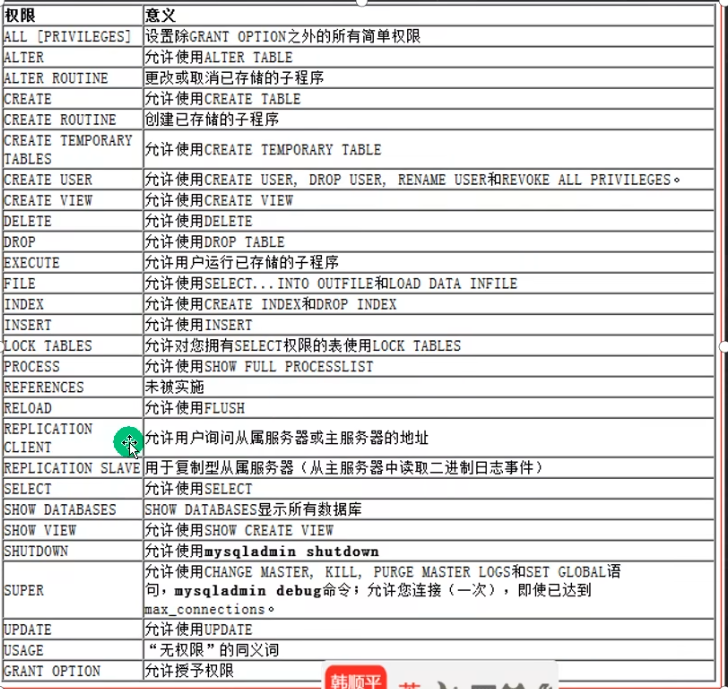 权限 意义
ALL [PRIVILEGES] 设置除GRANT OPTION之外的所有简单权限
ALTER 允许使用ALTER TABLE
ALTER ROUTINE 更改或取消已存储的子程序
CREATE 允许使用CREATE TABLE
CREATE ROUTINE 创建已存储的子程序
CREATE TEMPORARY
TABLES 允许使用CREATE TEMPORARY TABLE
CREATE USER 允许使用CREATE USER, DROP USER, RENAME USER和REVOKE ALL PRIVILEGES。
CREATE VIEW 允许使用CREATE VIEW
DELETE 允许使用DELETE
DROP 允许使用DROP TABLE
EXECUTE 允许用户运行已存储的子程序
FILE 允许使用SELECT...INTO OUTFILE和LOAD DATA INFILE
INDEX 允许使用CREATE INDEX和DROP INDEX
INSERT 允许使用INSERT
LOCK TABLES 允许对您拥有SELECT权限的表使用LOCK TABLES
PROCESS 允许使用SHOW FULL PROCESSLIST
REFERENCES 未被实施
RELOAD 允许使用FLUSH
REPLICATION
CLIENT 允许用户询问从属服务器或主服务器的地址
REPLICATION SLAVE 用于复制型从属服务器（从主服务器中读取二进制日志事件）
SELECT 允许使用SELECT
SHOW DATABASES SHOW DATABASES显示所有数据库
SHOW VIEW 允许使用SHOW CREATE VIEW
SHUTDOWN 允许使用mysqladmin shutdown
SUPER 允许使用CHANGE MASTER, KILL, PURGE MASTER LOGS和SET GLOBAL语
句，mysqladmin debug命令；允许您连接（一次），即使已达到
max_connections。
UPDATE 允许使用UPDATE
USAGE “无权限”的同义词
GRANT OPTION 允许授予权限
韩顺平